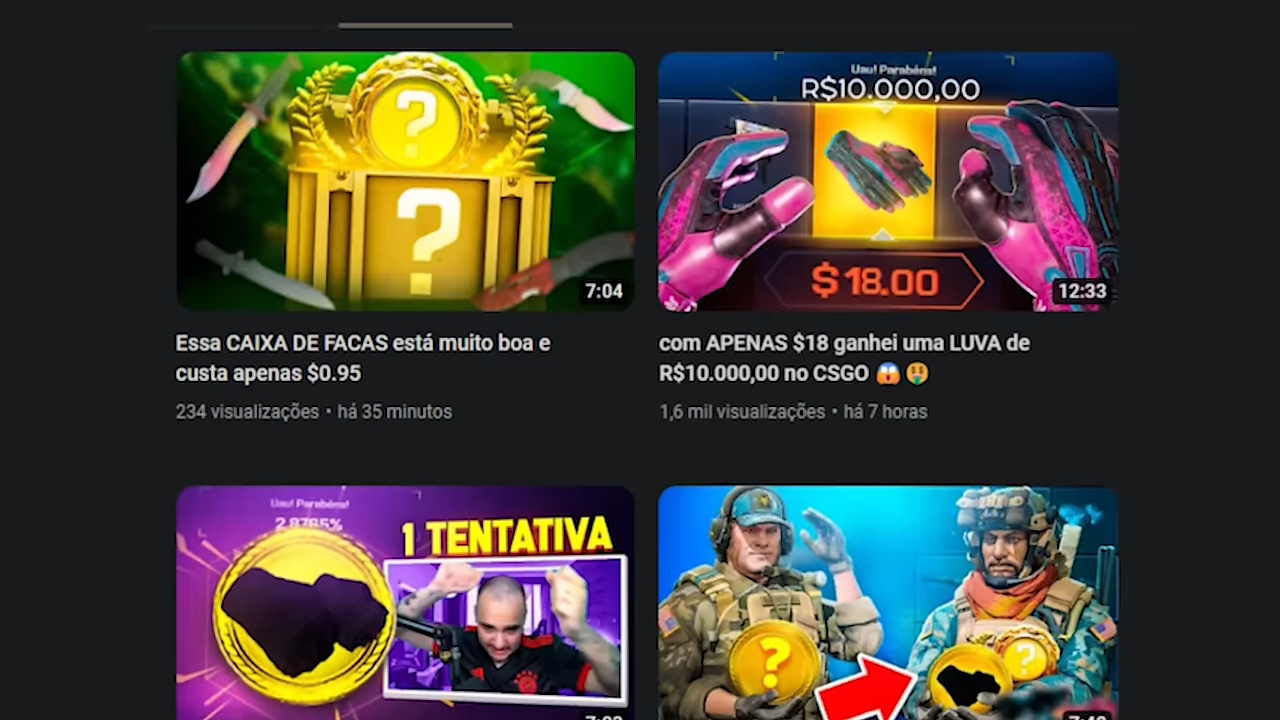 ?
?
7:04
Uau! Parabéns!
R$10.000,00
$18.00
12:33
Essa CAIXA DE FACAS está muito boa e
custa apenas $0.95
234 visualizações • há 35 minutos
com APENAS $18 ganhei uma LUVA de
R$10.000,00 no CSGO 😱 🤑
1,6 mil visualizações • há 7 horas
Uau! Parabéns!
1 TENTATIVA
?
?